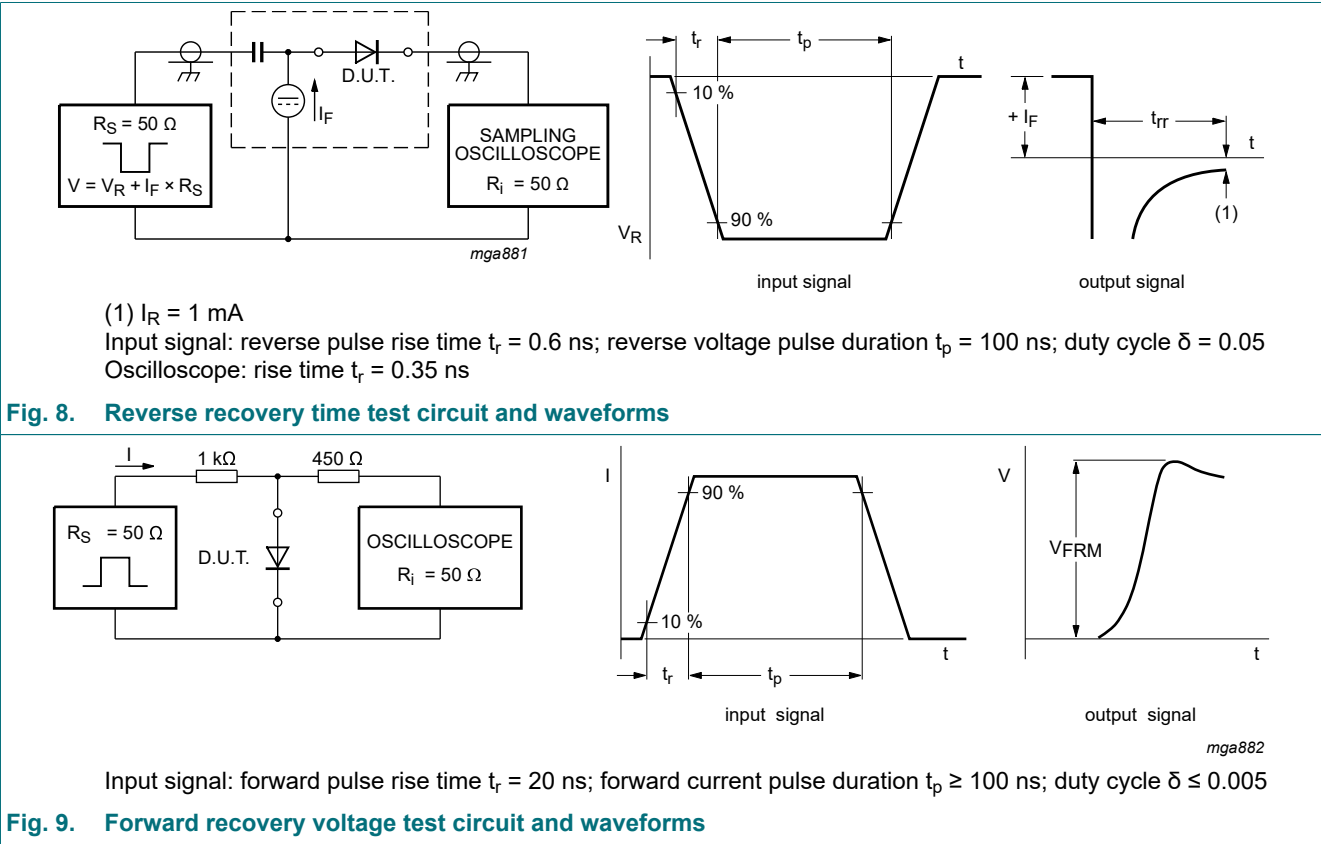 D.U.T.
I_F
R_S = 50 Ω
V = V_R + I_F × R_S
SAMPLING
OSCILLOSCOPE
R_i = 50 Ω
mga881
t_r
t_p
t
10 %
90 %
V_R
input signal
+ I_F
t_rr
t
(1)
output signal
(1) I_R = 1 mA
Input signal: reverse pulse rise time t_r = 0.6 ns; reverse voltage pulse duration t_p = 100 ns; duty cycle δ = 0.05
Oscilloscope: rise time t_r = 0.35 ns
Fig. 8. Reverse recovery time test circuit and waveforms
I
1 kΩ
450 Ω
R_S = 50 Ω
D.U.T.
OSCILLOSCOPE
R_i = 50 Ω
I
90 %
10 %
t
t_r
t_p
input signal
V
V_FRM
t
output signal
mga882
Input signal: forward pulse rise time t_r = 20 ns; forward current pulse duration t_p ≥ 100 ns; duty cycle δ ≤ 0.005
Fig. 9. Forward recovery voltage test circuit and waveforms